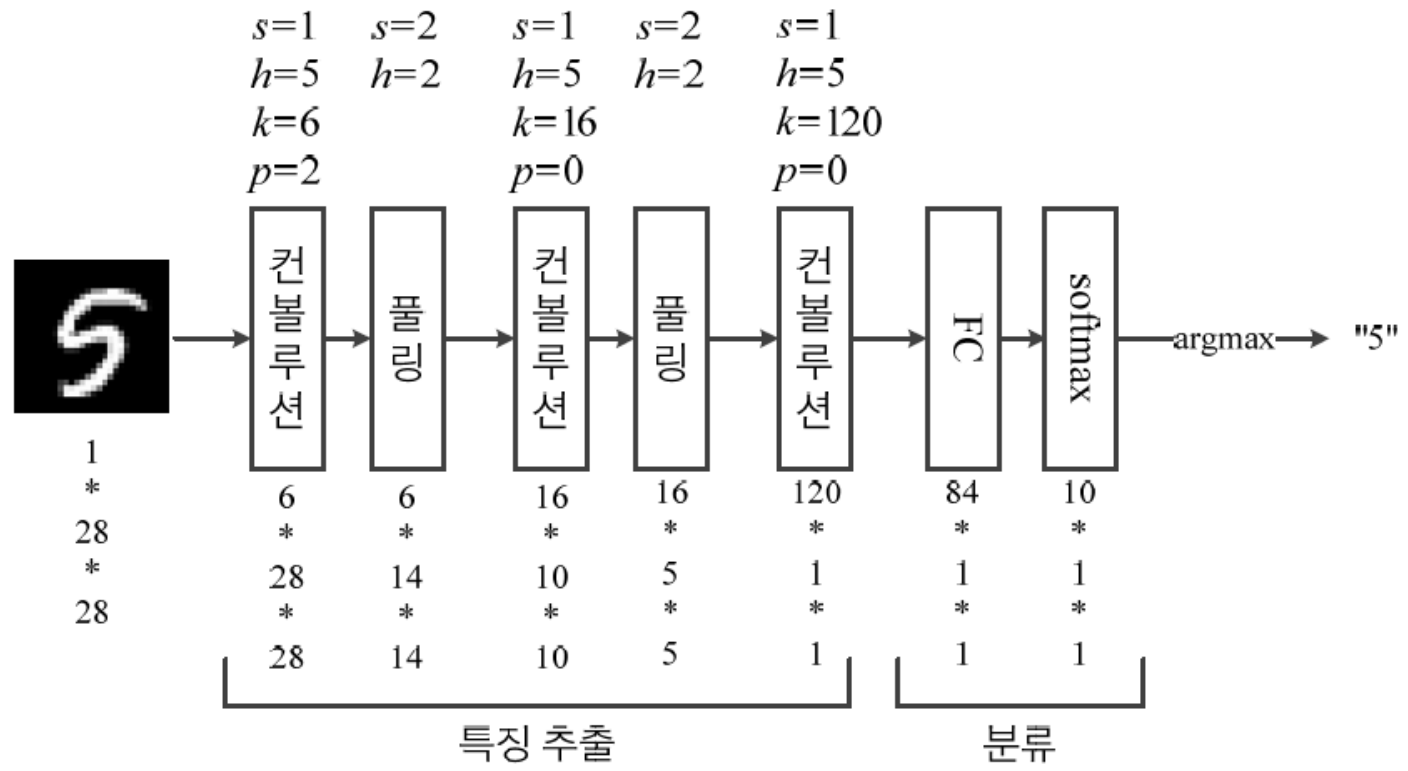 s=1 s=2 s=1 s=2 s=1
h=5 h=2 h=5 h=2 h=5
k=6 k=16 k=120
p=2 p=0 p=0
컨볼루션 풀링 컨볼루션 풀링 컨볼루션 FC softmax argmax "5"
1
*
28
*
28
6 6 16 16 120 84 10
* * * * * * *
28 14 10 5 1 1 1
* * * * * * *
28 14 10 5 1 1 1
특징 추출 분류